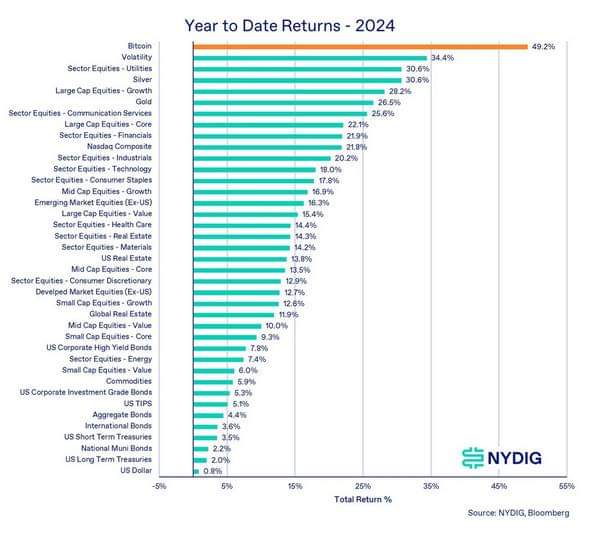 Year to Date Returns - 2024
Bitcoin 49.2%
Volatility 34.4%
Sector Equities - Utilities 30.6%
Silver 30.6%
Large Cap Equities - Growth 28.2%
Gold 26.5%
Sector Equities - Communication Services 25.6%
Large Cap Equities - Core 22.1%
Sector Equities - Financials 21.9%
Nasdaq Composite 21.8%
Sector Equities - Industrials 20.2%
Sector Equities - Technology 18.0%
Sector Equities - Consumer Staples 17.8%
Mid Cap Equities - Growth 16.9%
Emerging Market Equities (Ex-US) 16.3%
Large Cap Equities - Value 15.4%
Sector Equities - Health Care 14.4%
Sector Equities - Real Estate 14.3%
Sector Equities - Materials 14.2%
US Real Estate 13.8%
Mid Cap Equities - Core 13.5%
Sector Equities - Consumer Discretionary 12.9%
Develped Market Equities (Ex-US) 12.7%
Small Cap Equities - Growth 12.6%
Global Real Estate 11.9%
Mid Cap Equities - Value 10.0%
Small Cap Equities - Core 9.3%
US Corporate High Yield Bonds 7.8%
Sector Equities - Energy 7.4%
Small Cap Equities - Value 6.0%
Commodities 5.9%
US Corporate Investment Grade Bonds 5.3%
US TIPS 5.1%
Aggregate Bonds 4.4%
International Bonds 3.6%
US Short Term Treasuries 3.5%
National Muni Bonds 2.2%
US Long Term Treasuries 2.0%
US Dollar 0.8%
NYDIG
-5% 5% 15% 25% 35% 45% 55%
Total Return %
Source: NYDIG, Bloomberg